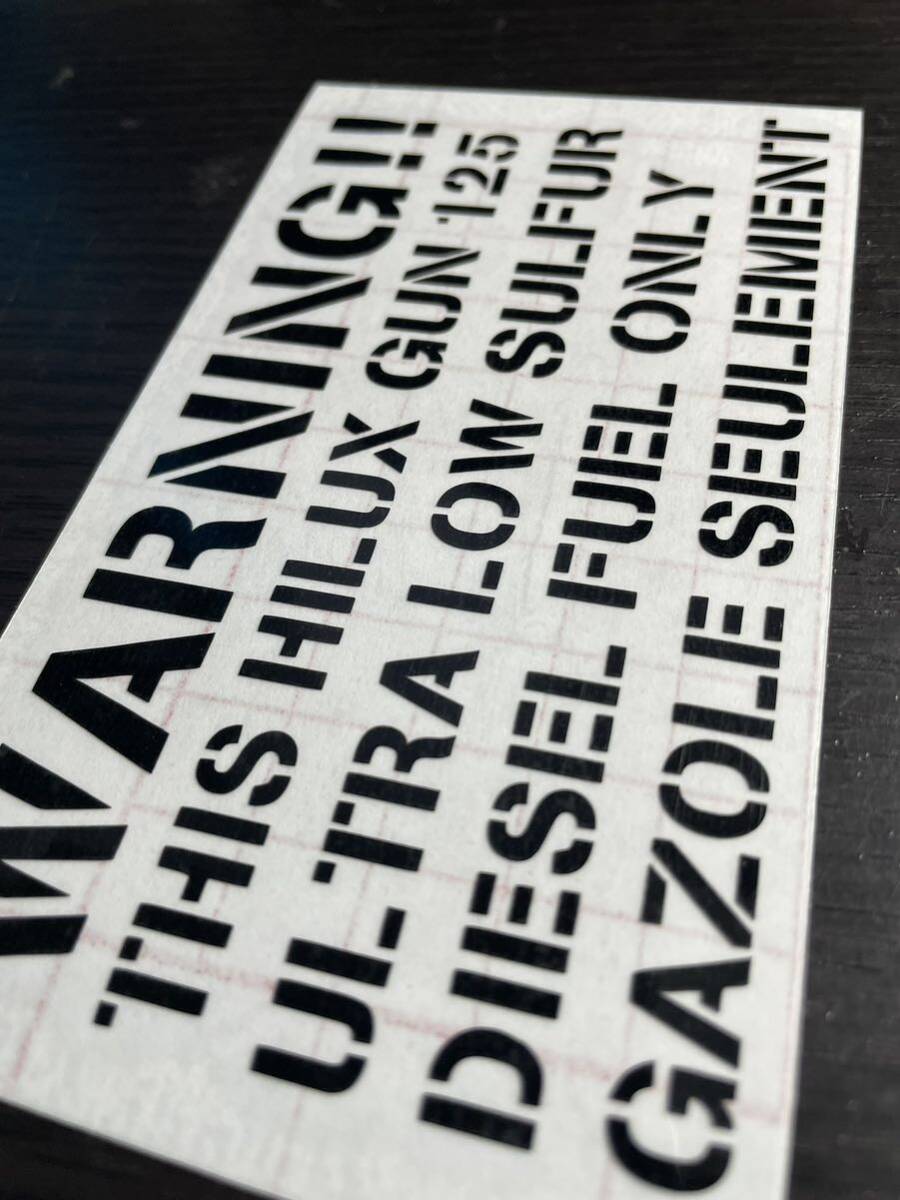 WARNING!!
THIS HILUX GUN 125
ULTRA LOW SULFUR
DIESEL FUEL ONLY
GAZOLE SEULEMENT